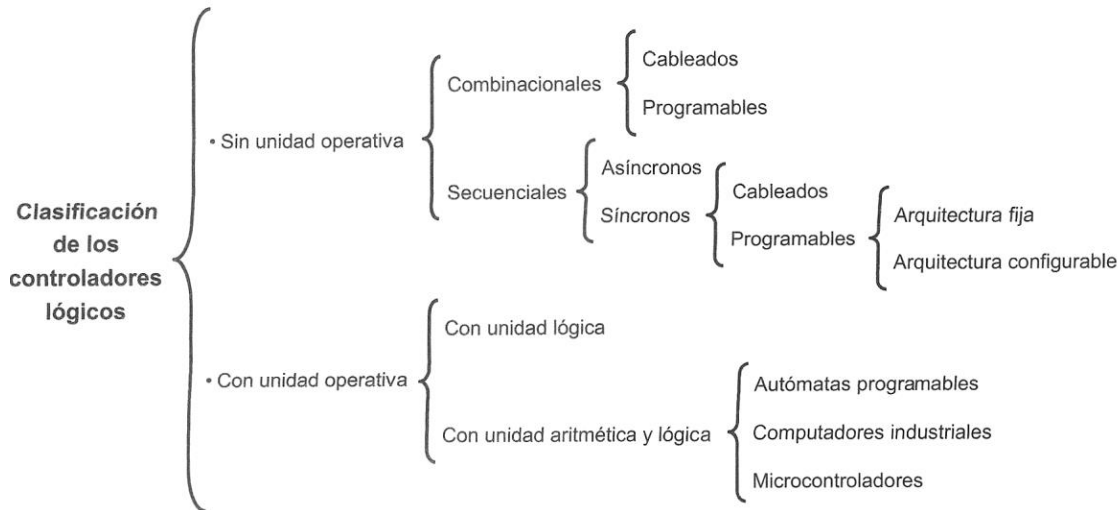 Clasificación
de los
controladores
lógicos
• Sin unidad operativa
Combinacionales
Cableados
Programables
Secuenciales
Asíncronos
Síncronos
Cableados
Programables
Arquitectura fija
Arquitectura configurable
• Con unidad operativa
Con unidad lógica
Con unidad aritmética y lógica
Autómatas programables
Computadores industriales
Microcontroladores